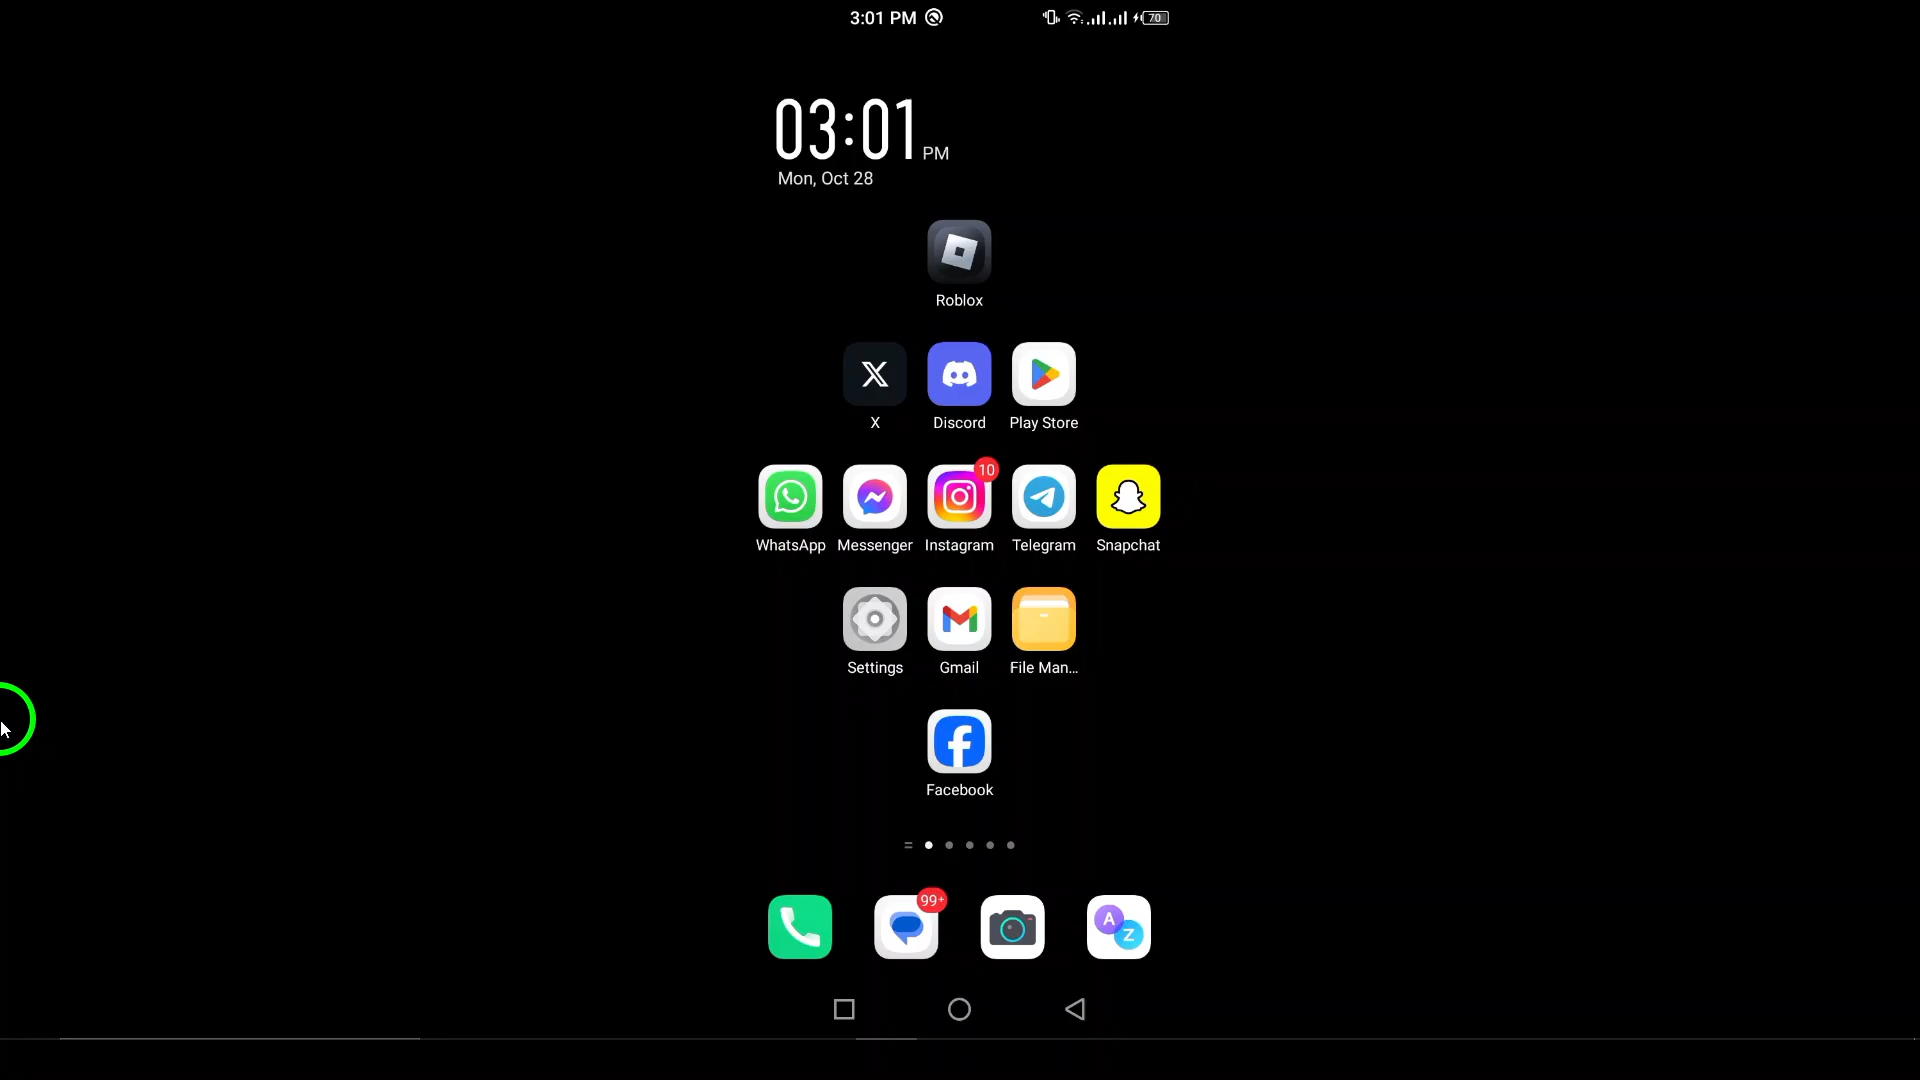 3:01 PM
70
03:01 PM
Mon, Oct 28
Roblox
X Discord Play Store
10
WhatsApp Messenger Instagram Telegram Snapchat
Settings Gmail File Man...
Facebook
99+
A Z